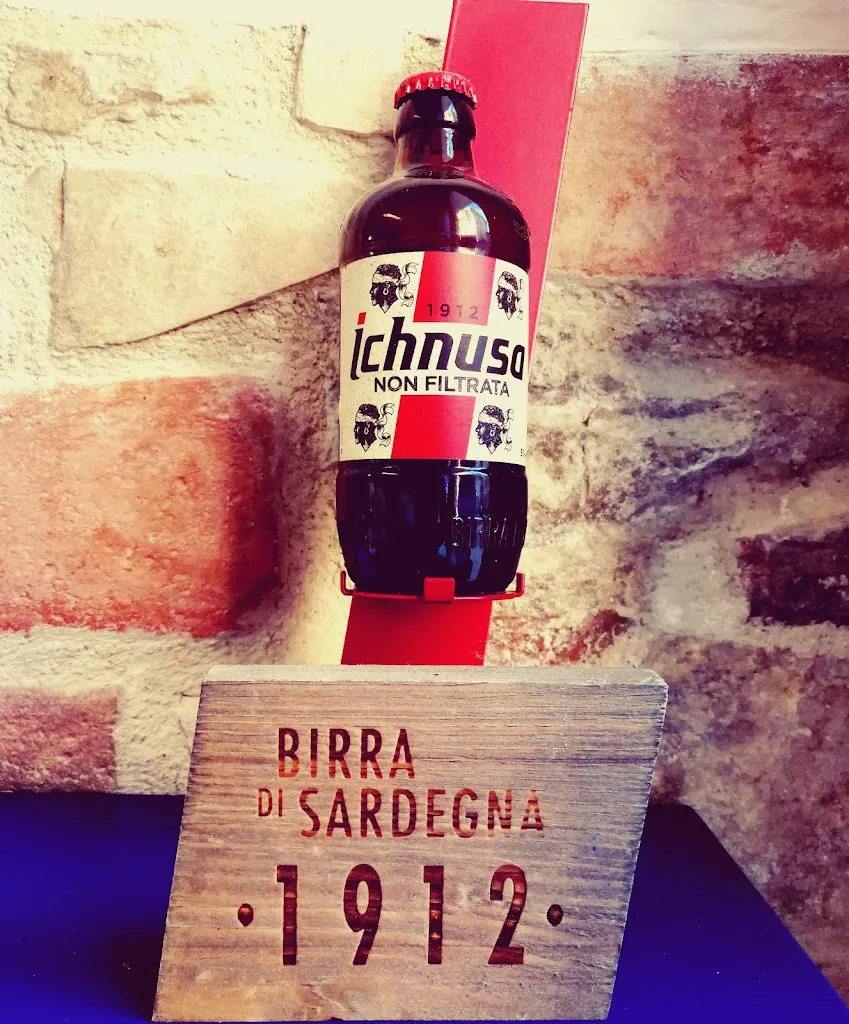 1912
ichnusa
NON FILTRATA
BIRRA
DI SARDEGNA
·1912·